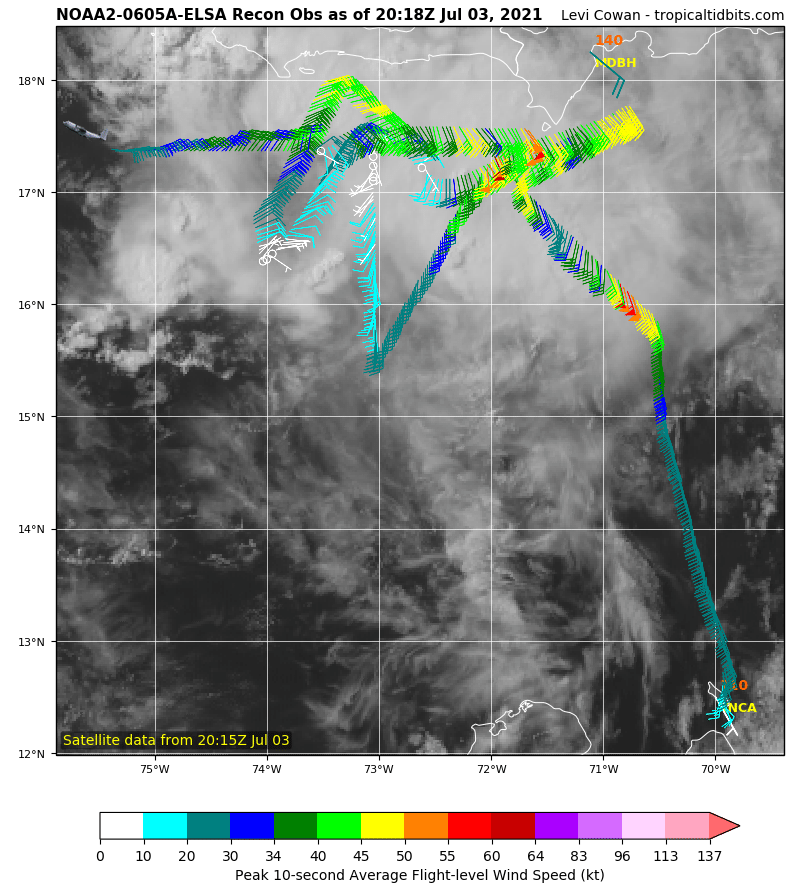 NOAA2-0605A-ELSA Recon Obs as of 20:18Z Jul 03, 2021 Levi Cowan - tropicaltidbits.com
140
MDBH
18°N
17°N
16°N
15°N
14°N
13°N
NCA
Satellite data from 20:15Z Jul 03
12°N
75°W 74°W 73°W 72°W 71°W 70°W
0 10 20 30 34 40 45 50 55 60 64 83 96 113 137
Peak 10-second Average Flight-level Wind Speed (kt)